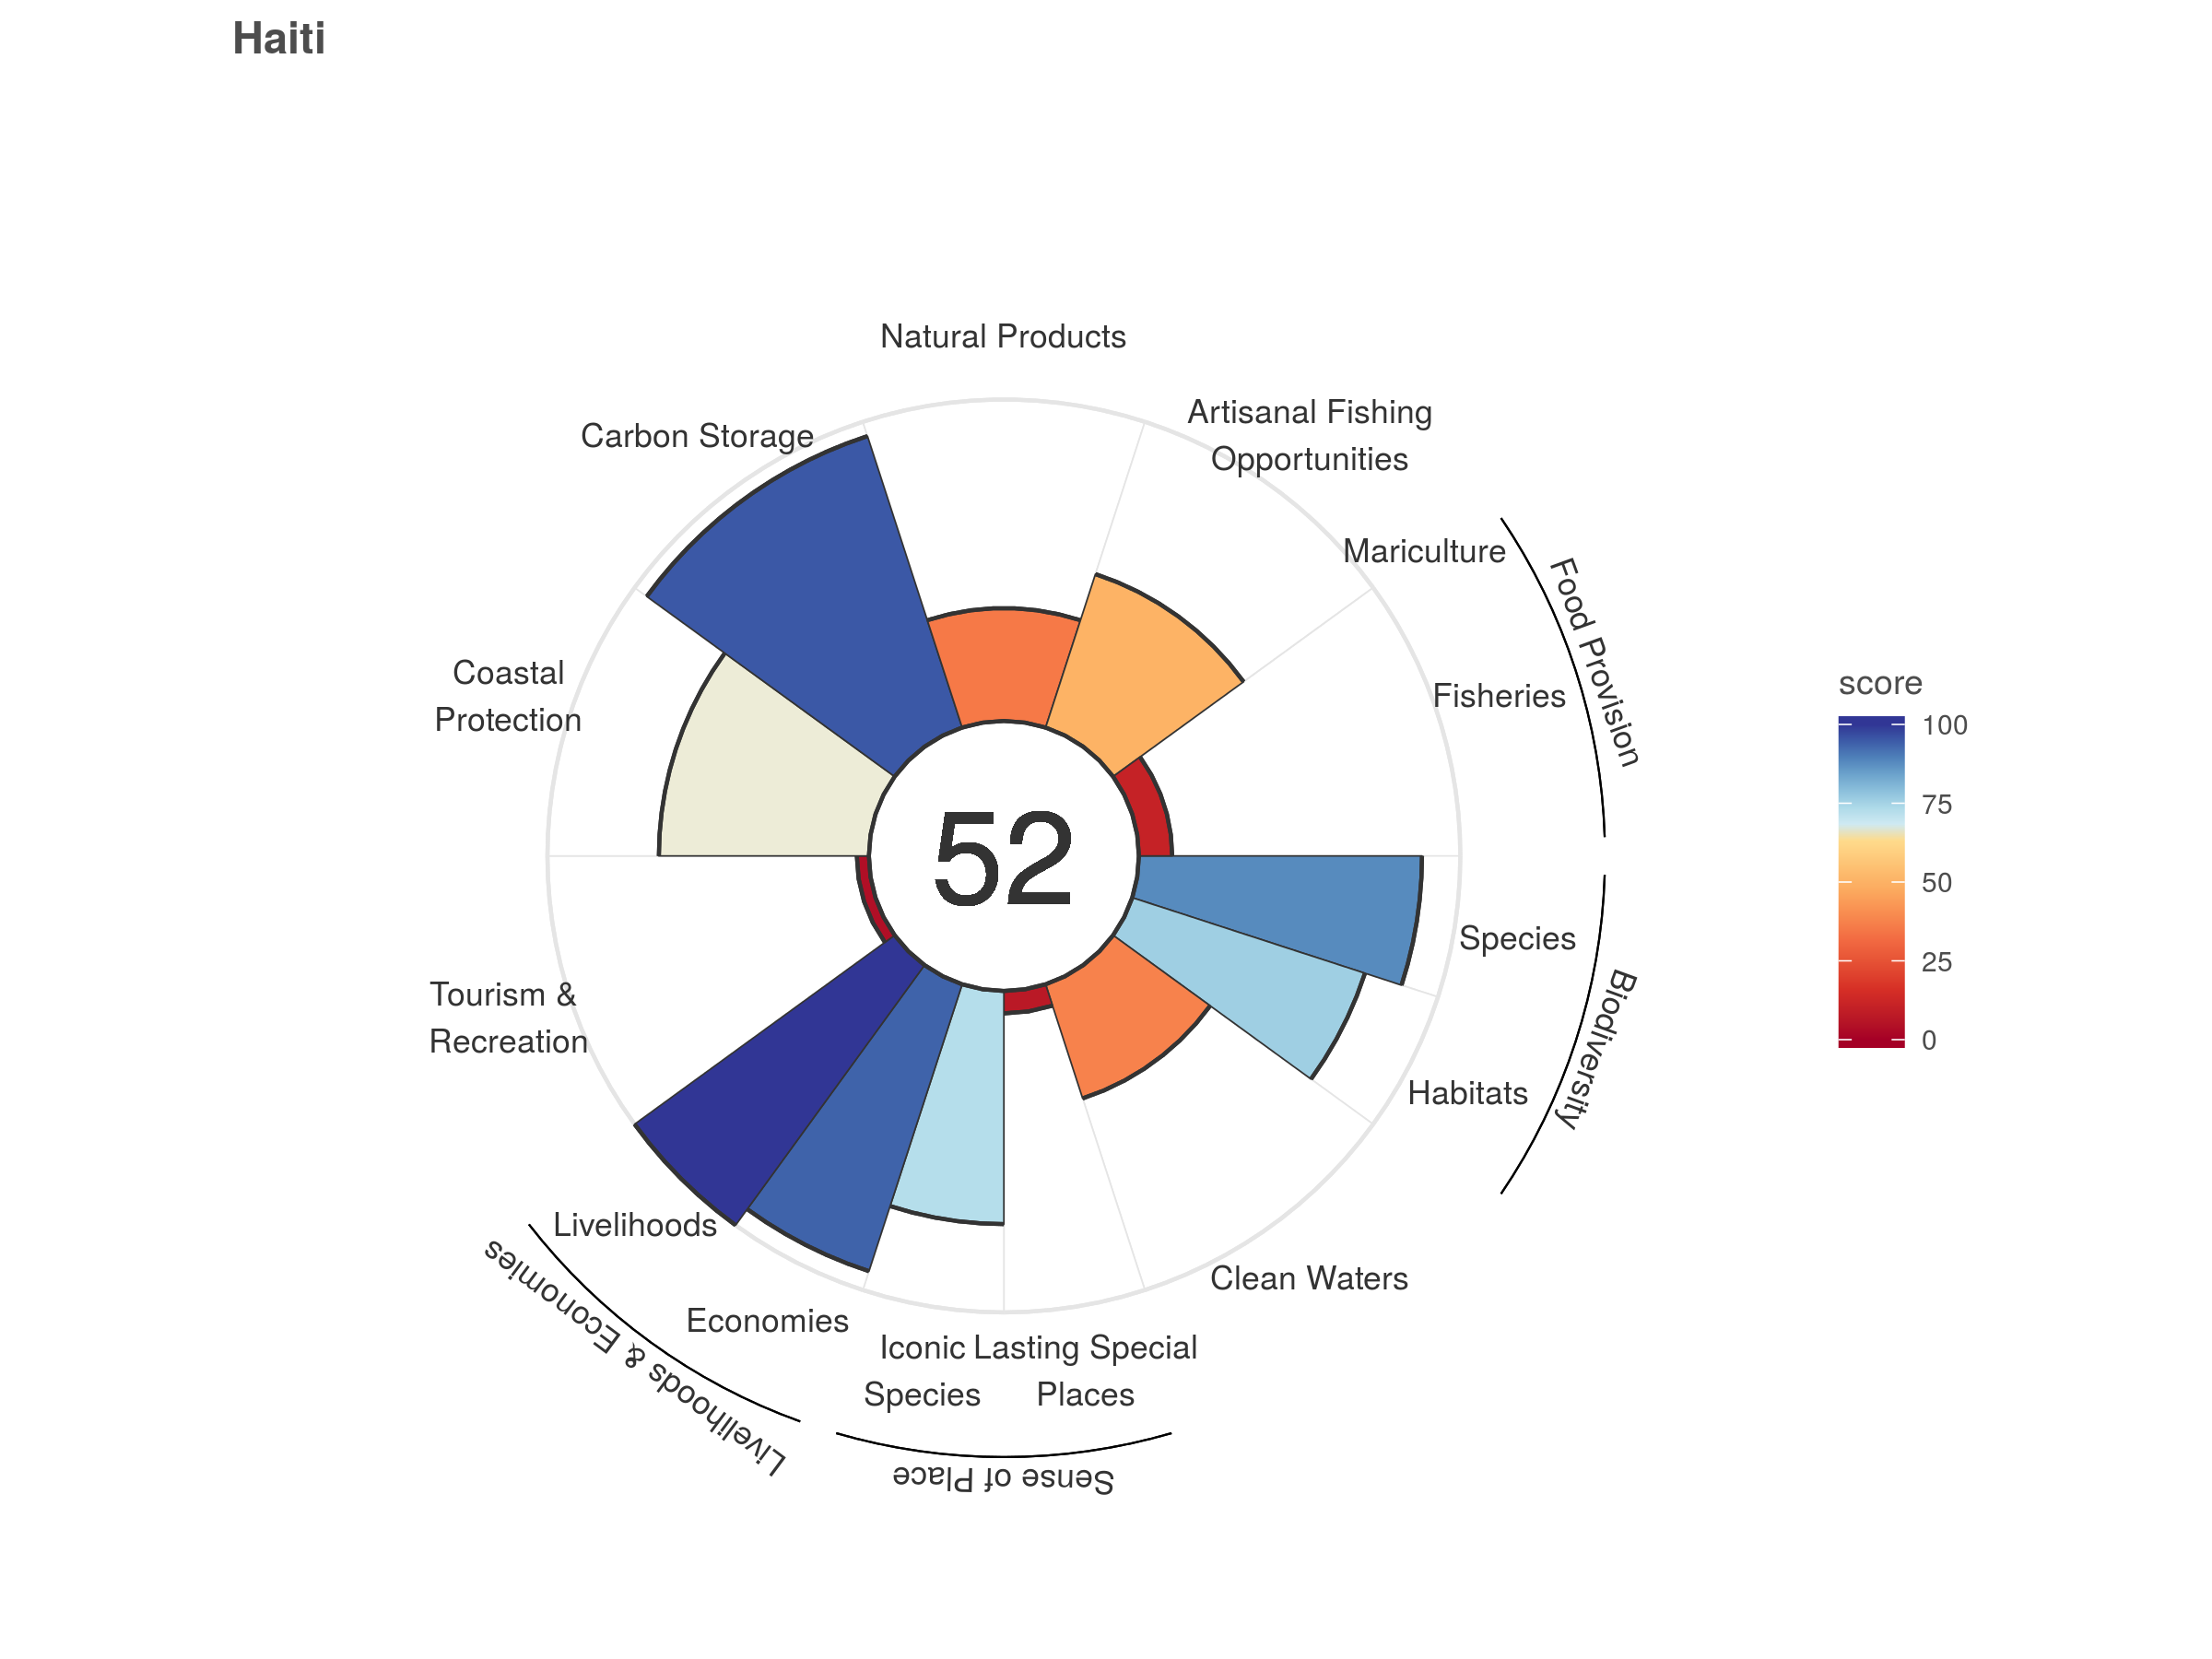 Haiti
Natural Products
Artisanal Fishing
Opportunities
Carbon Storage
Mariculture
Food Provision
Fisheries
Coastal
Protection
score
100
75
50
25
0
52
Species
Biodiversity
Habitats
Tourism &
Recreation
Livelihoods
Livelihoods & Economies
Economies
Clean Waters
Iconic
Species
Lasting Special
Places
Sense of Place